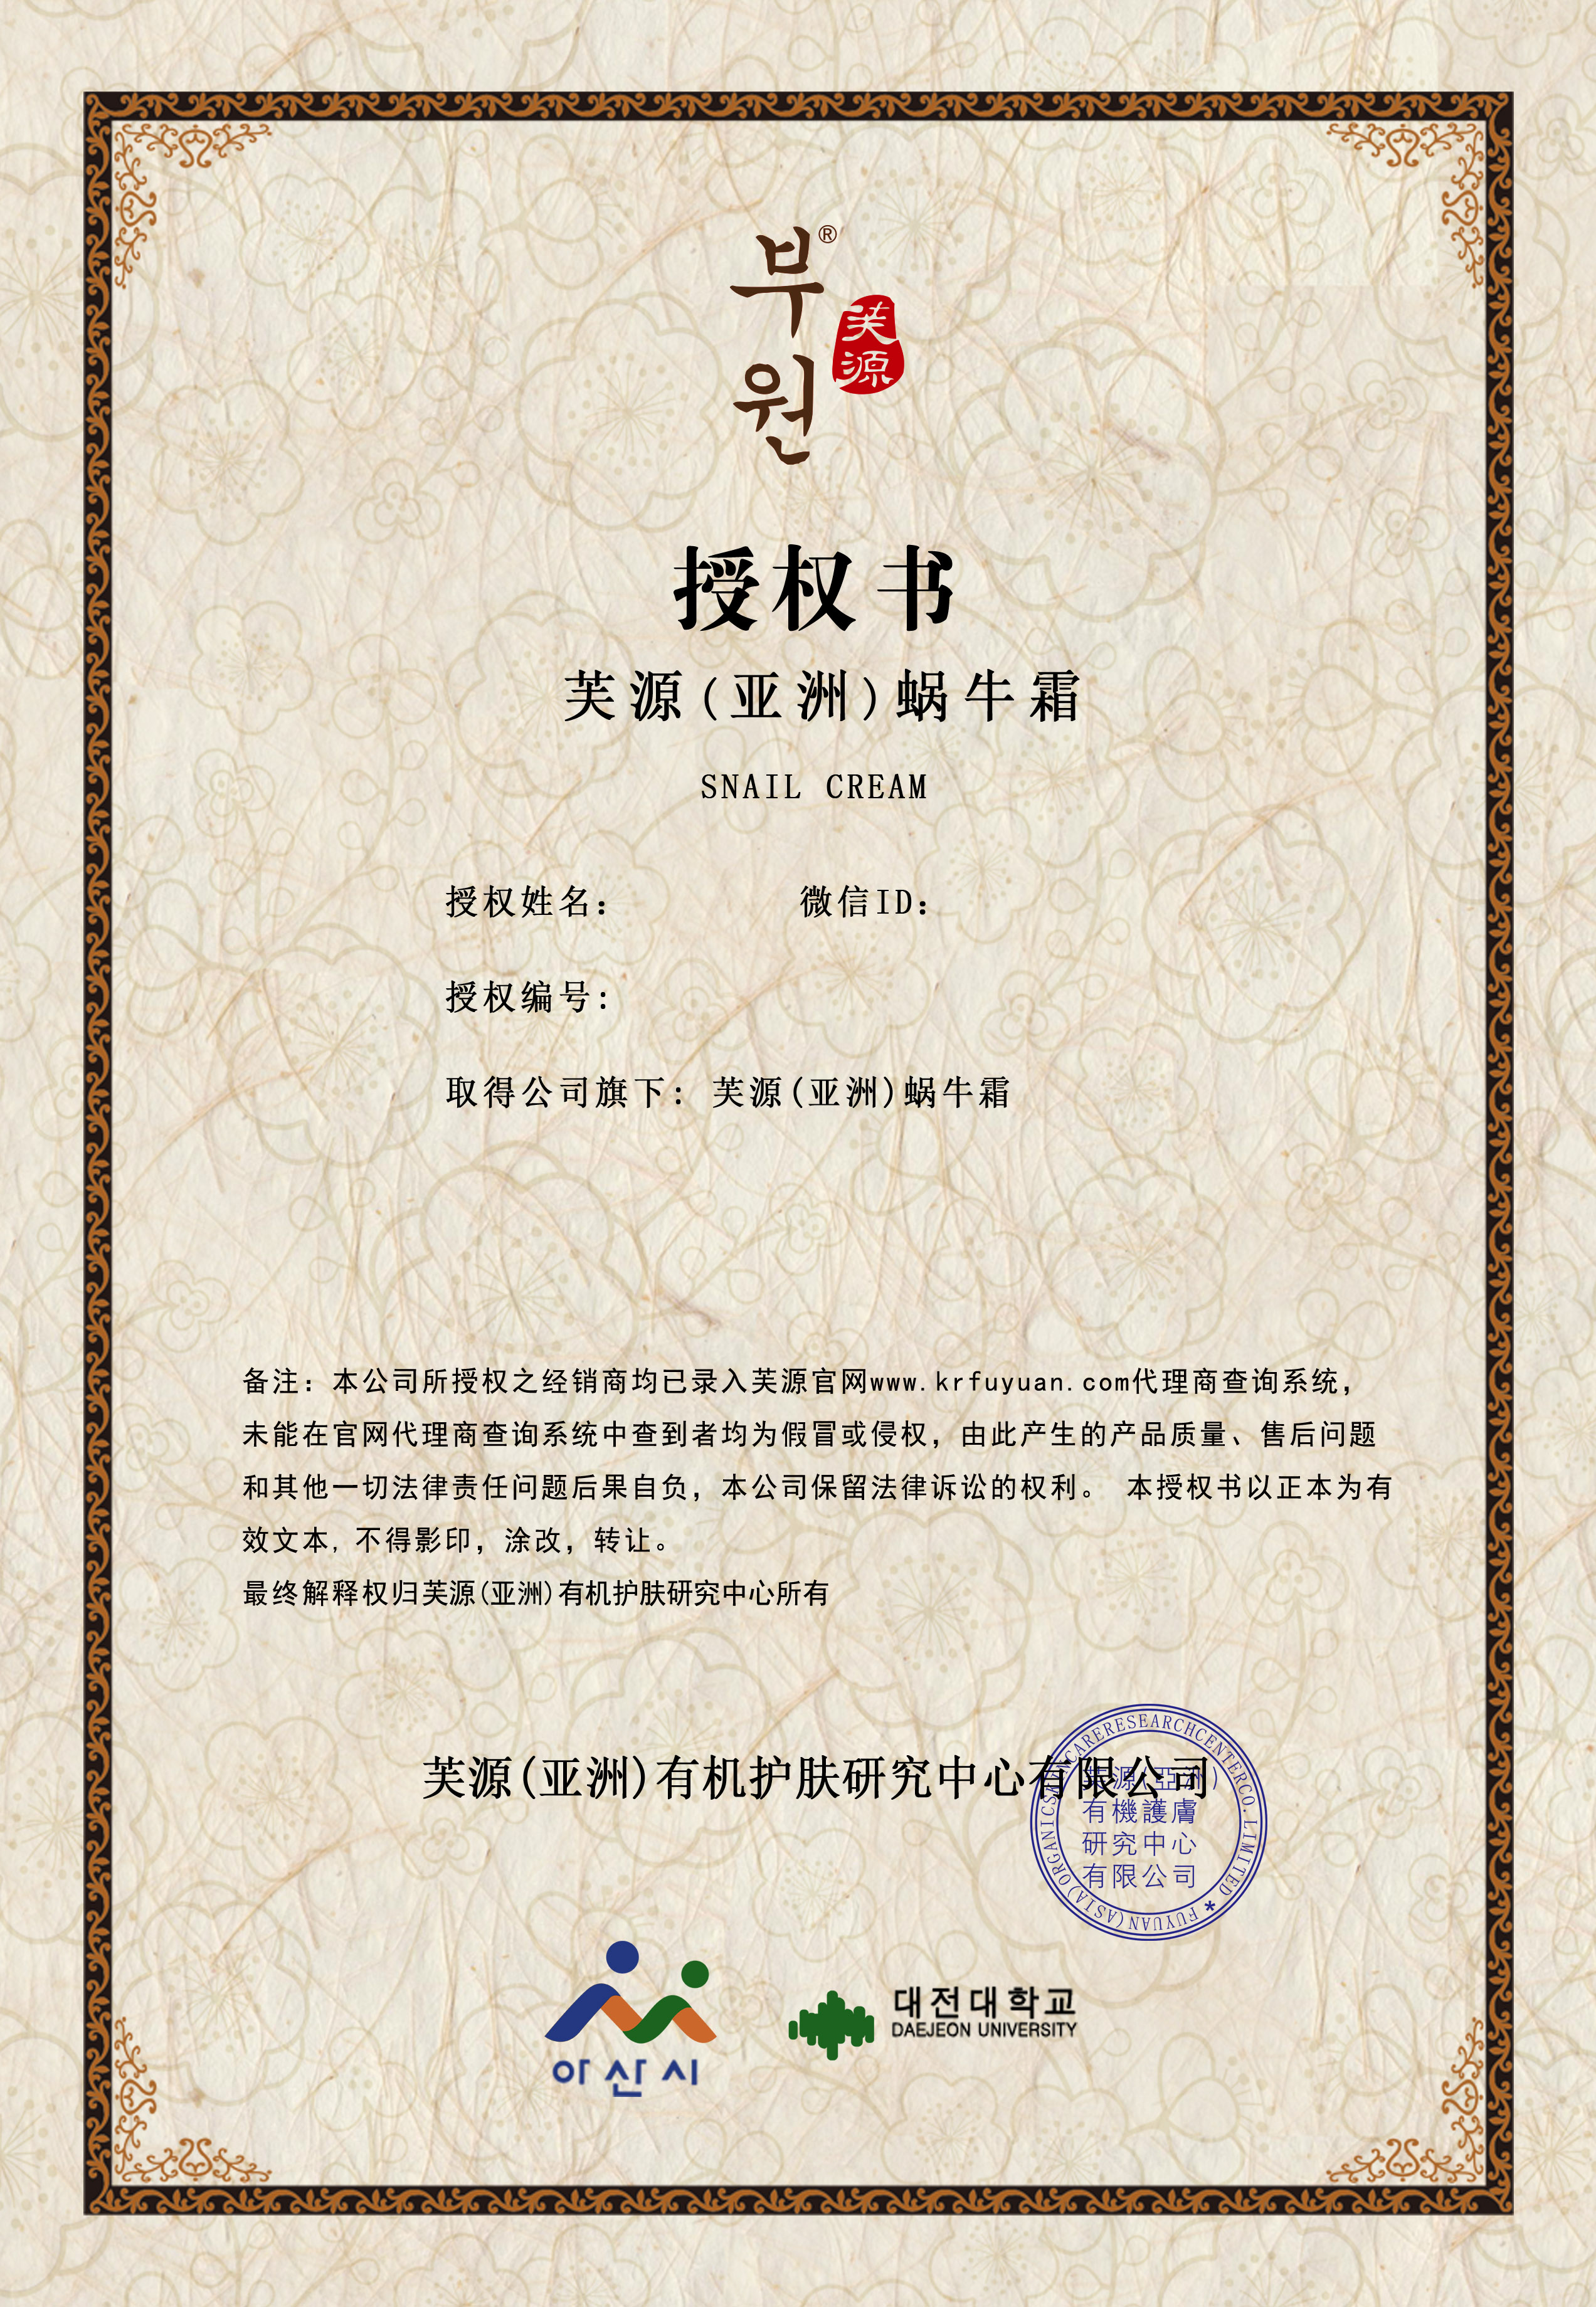 부원®
芙源
授权书
芙源(亚洲)蜗牛霜
SNAIL CREAM
授权姓名： 微信ID：
授权编号：
取得公司旗下：芙源(亚洲)蜗牛霜
备注：本公司所授权之经销商均已录入芙源官网www.krfuyuan.com代理商查询系统，
未能在官网代理商查询系统中查到者均为假冒或侵权，由此产生的产品质量、售后问题
和其他一切法律责任问题后果自负，本公司保留法律诉讼的权利。 本授权书以正本为有
效文本，不得影印，涂改，转让。
最终解释权归芙源(亚洲)有机护肤研究中心所有
芙源(亚洲)有机护肤研究中心有限公司
FUYUAN(ASIA)ORGANICSKINCARERESEARCHCENTERCO.LIMITED
芙源(亞洲)
有機護膚
研究中心
有限公司
아산시
대전대학교
DAEJEON UNIVERSITY